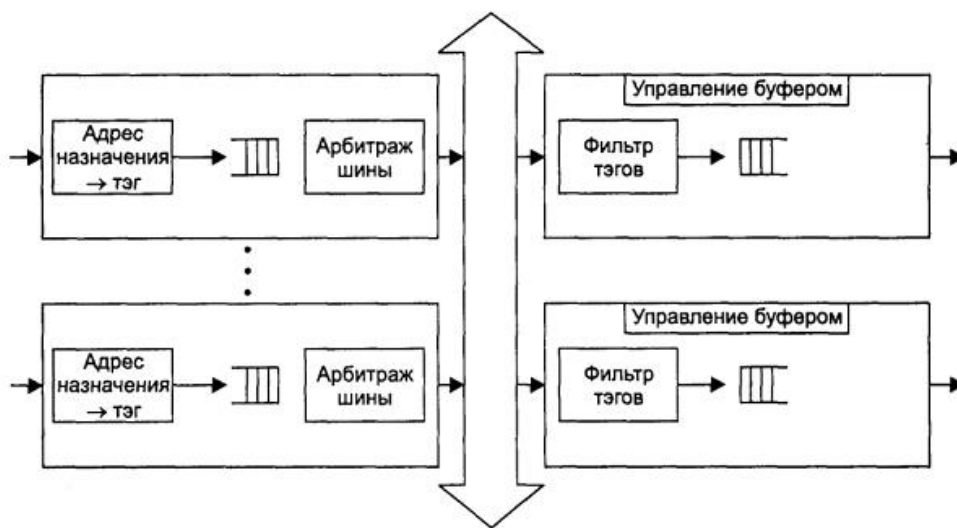 Управление буфером
Адрес
назначения
→ тэг
Арбитраж
шины
Фильтр
тэгов
Управление буфером
Адрес
назначения
→ тэг
Арбитраж
шины
Фильтр
тэгов